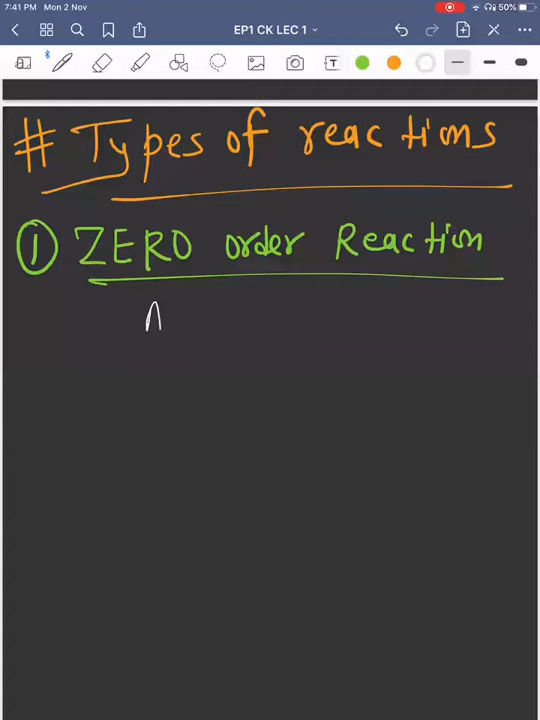 7:41 PM Mon 2 Nov 50%
EP1 CK LEC 1
T
# Types of reactions
① ZERO order Reaction